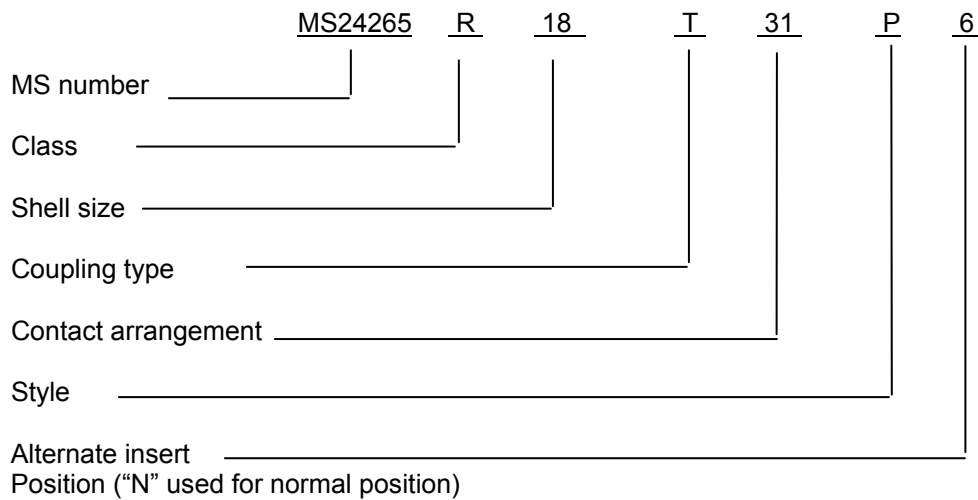 MS24265 R 18 T 31 P 6
MS number
Class
Shell size
Coupling type
Contact arrangement
Style
Alternate insert
Position (“N” used for normal position)